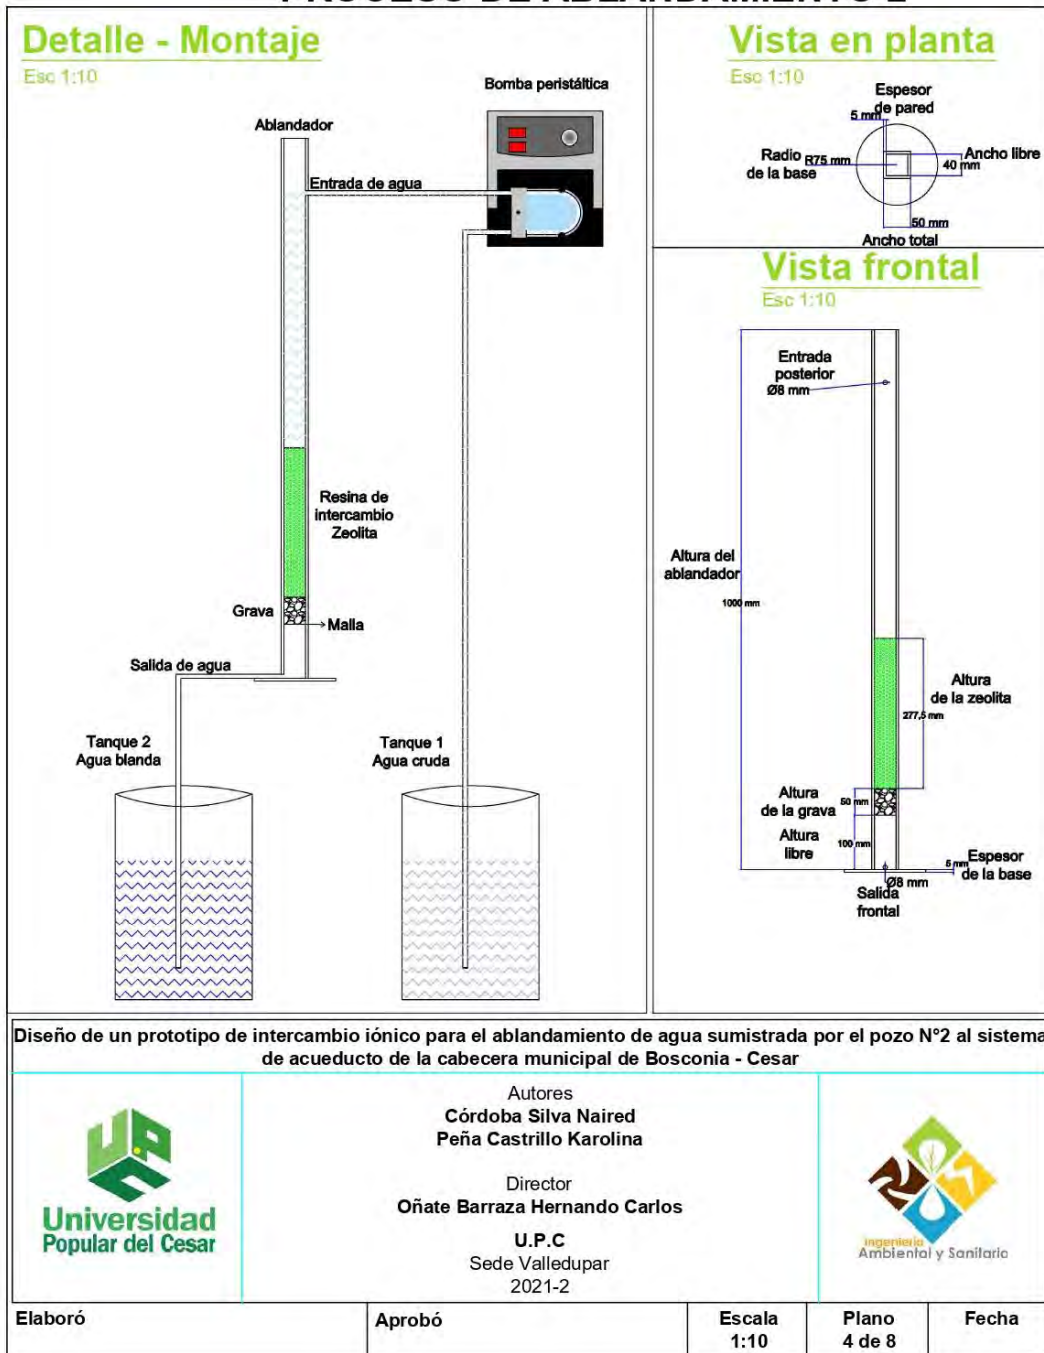 PROCESO DE ABLANDAMIENTO 2
Detalle - Montaje
Esc 1:10
Bomba peristáltica
Ablandador
Entrada de agua
Resina de
intercambio
Zeolita
Grava
Malla
Salida de agua
Tanque 2
Agua blanda
Tanque 1
Agua cruda
Vista en planta
Esc 1:10
Espesor
de pared
5 mm
Radio
de la base
R75 mm
Ancho libre
40 mm
50 mm
Ancho total
Vista frontal
Esc 1:10
Entrada
posterior
Ø8 mm
Altura del
ablandador
1000 mm
Altura
de la zeolita
277,5 mm
Altura
de la grava
50 mm
Altura
libre
100 mm
5 mm
Espesor
de la base
Ø8 mm
Salida
frontal
Diseño de un prototipo de intercambio iónico para el ablandamiento de agua sumistrada por el pozo N°2 al sistema
de acueducto de la cabecera municipal de Bosconia - Cesar
U.P.C
Universidad
Popular del Cesar
Autores
Córdoba Silva Naired
Peña Castrillo Karolina
Director
Oñate Barraza Hernando Carlos
U.P.C
Sede Valledupar
2021-2
Ingeniería
Ambiental y Sanitaria
Elaboró
Aprobó
Escala
1:10
Plano
4 de 8
Fecha